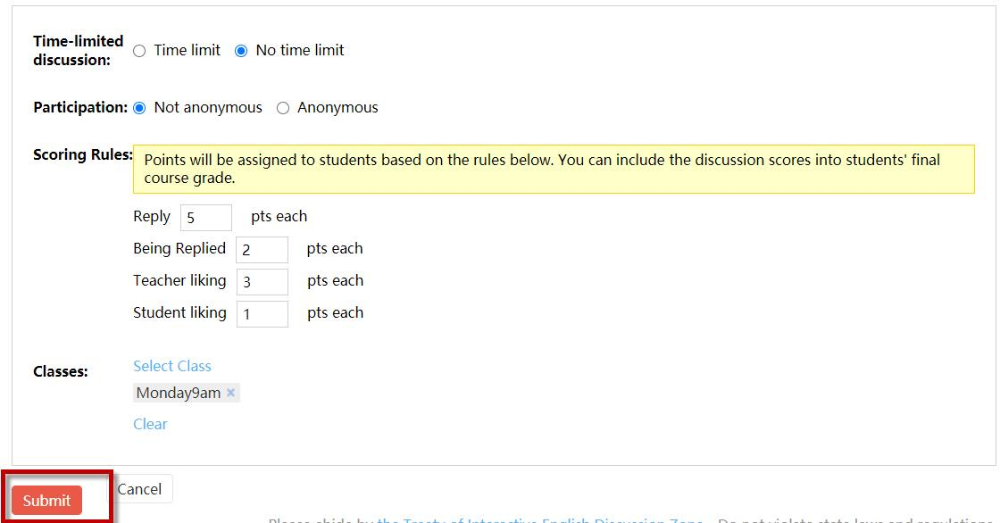 Time-limited
discussion:
Time limit No time limit
Participation: Not anonymous Anonymous
Scoring Rules:
Points will be assigned to students based on the rules below. You can include the discussion scores into students' final
course grade.
Reply 5 pts each
Being Replied 2 pts each
Teacher liking 3 pts each
Student liking 1 pts each
Classes:
Select Class
Monday9am ×
Clear
Submit Cancel
Please abide by the Treaty of Interactive English Discussion Zone Do not violate state laws and regulations